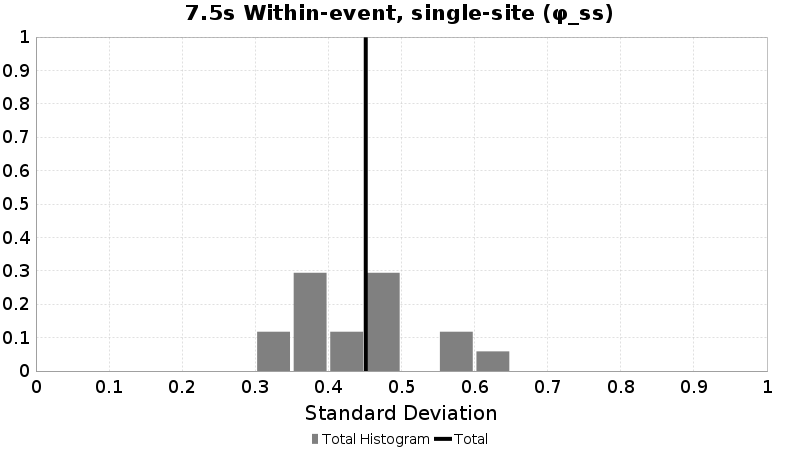 7.5s Within-event, single-site (φ_ss)
1
0.9
0.8
0.7
0.6
0.5
0.4
0.3
0.2
0.1
0
0 0.1 0.2 0.3 0.4 0.5 0.6 0.7 0.8 0.9 1
Standard Deviation
Total Histogram Total